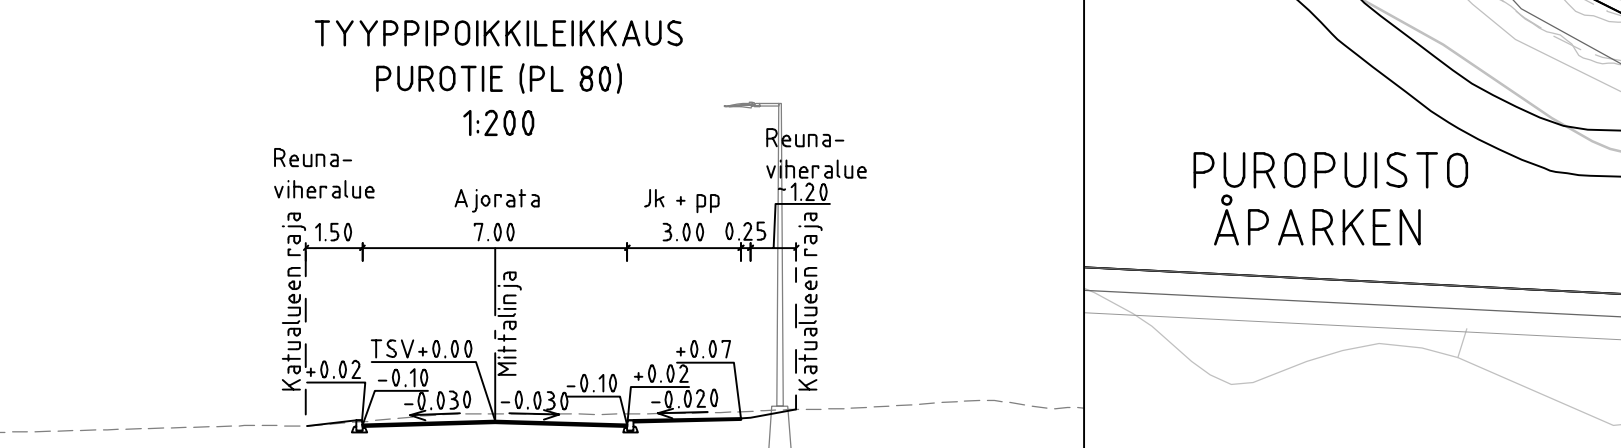 TYYPPIPOIKKILEIKKAUS
PUROTIE (PL 80)
1:200
Reuna-
viheralue
Ajorata
Jk + pp
Reuna-
viheralue
~1.20
1.50
7.00
3.00
0.25
Katualueen raja
Mittalinja
Katualueen raja
TSV+0.00
+0.07
+0.02
-0.10
-0.10
+0.02
-0.030
-0.030
-0.020
PUROPUISTO
ÅPARKEN